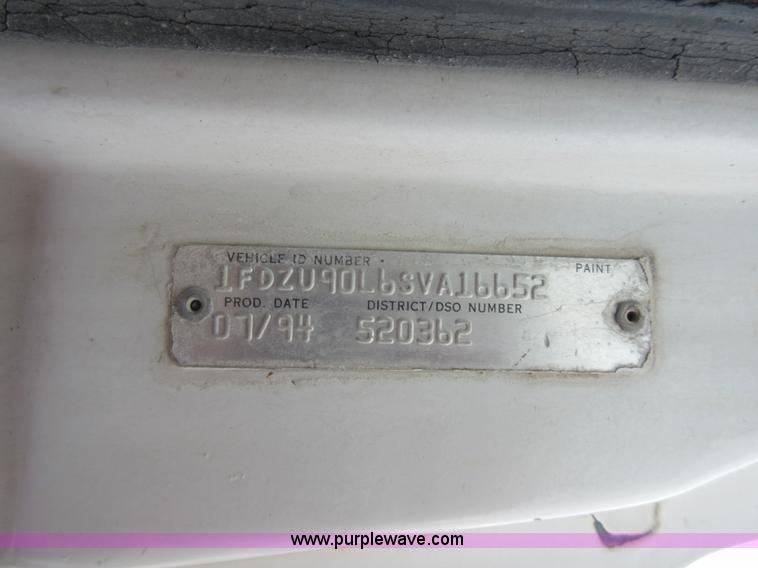 VEHICLE ID NUMBER
1FDZU90L6SVA16652
PAINT
PROD. DATE DISTRICT/DSO NUMBER
07/94 520362
www.purplewave.com